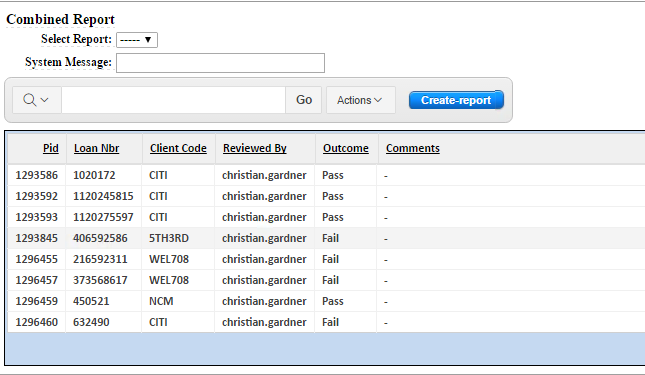 Combined Report
Select Report: -----
System Message:
Go Actions Create-report
Pid Loan Nbr Client Code Reviewed By Outcome Comments
1293586 1020172 CITI christian.gardner Pass -
1293592 1120245815 CITI christian.gardner Pass -
1293593 1120275597 CITI christian.gardner Pass -
1293845 406592586 5TH3RD christian.gardner Fail -
1296455 216592311 WEL708 christian.gardner Fail -
1296457 373568617 WEL708 christian.gardner Fail -
1296459 450521 NCM christian.gardner Pass -
1296460 632490 CITI christian.gardner Fail -